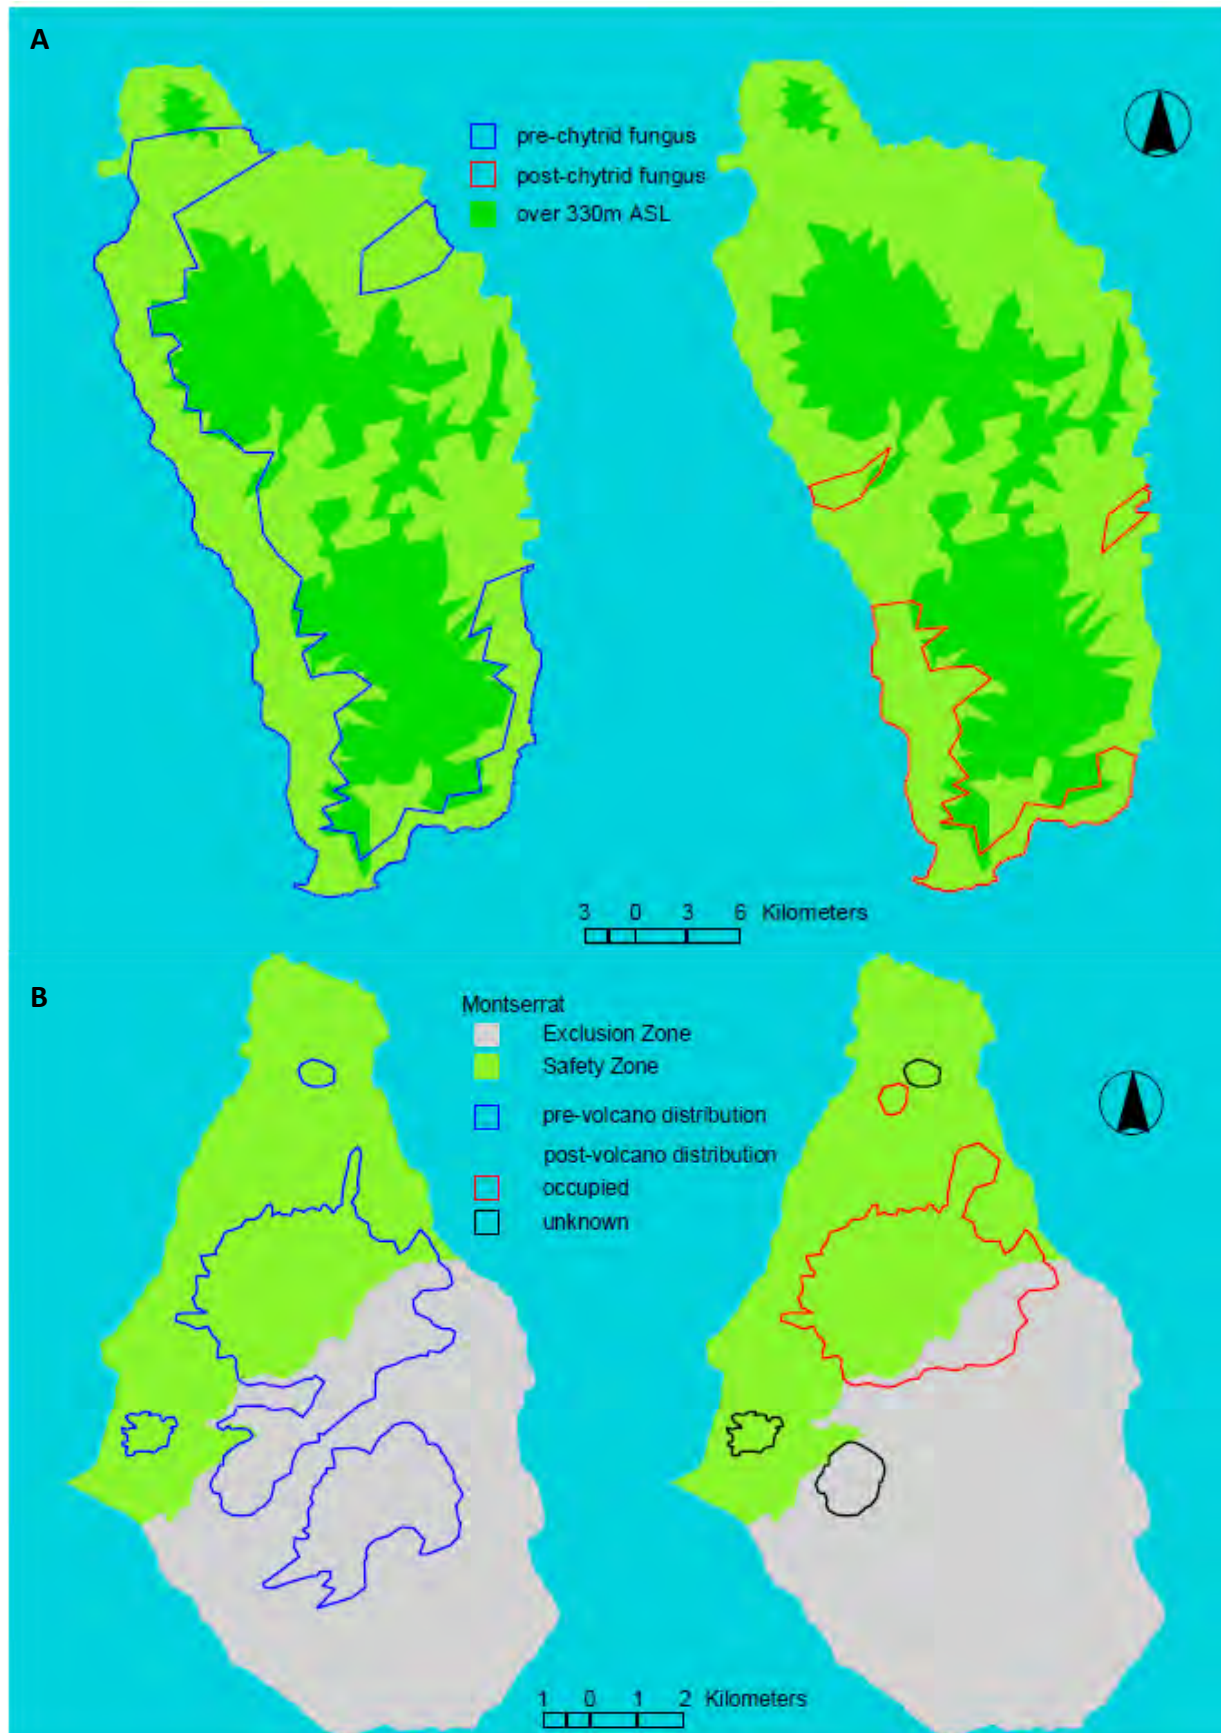 A
pre-chytrid fungus
post-chytrid fungus
over 330m ASL
3 0 3 6 Kilometers
B
Montserrat
Exclusion Zone
Safety Zone
pre-volcano distribution
post-volcano distribution
occupied
unknown
1 0 1 2 Kilometers